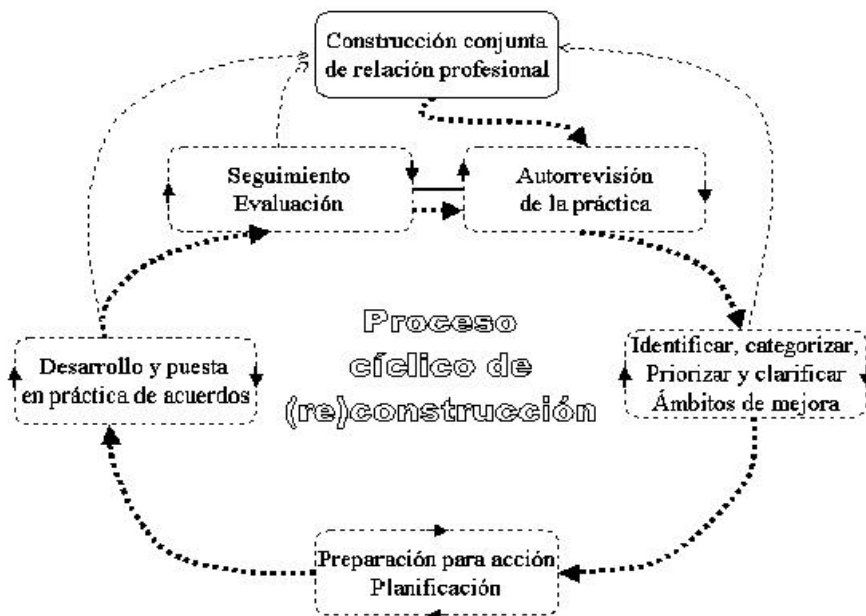 Construcción conjunta
de relación profesional
Seguimiento
Evaluación
Autorrevisión
de la práctica
Proceso
cíclico de
(re)construcción
Desarrollo y puesta
en práctica de acuerdos
Identificar, categorizar,
Priorizar y clarificar
Ámbitos de mejora
Preparación para acción
Planificación